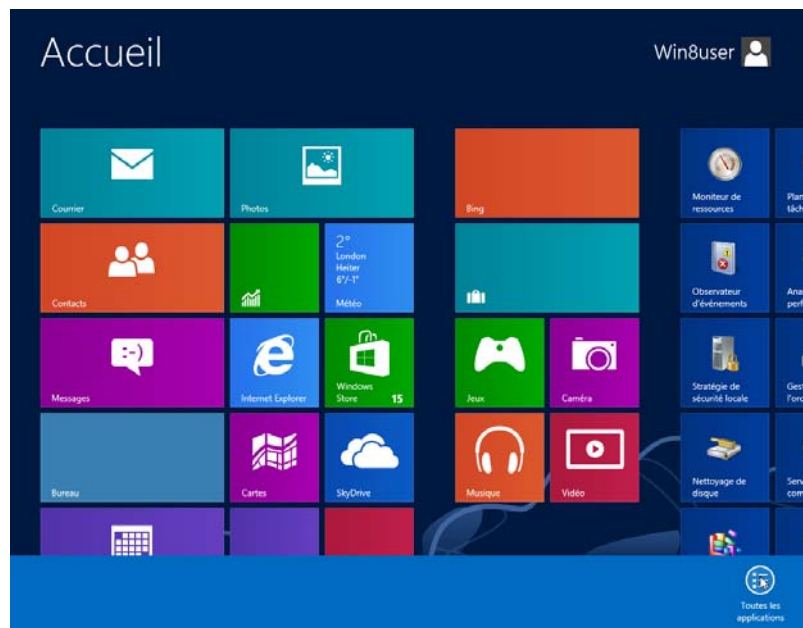 Accueil
Win8user
Courrier
Photos
Bing
Moniteur de
ressources
Plan
tâch
Contacts
2°
London
Heiter
6°/-1°
Météo
Observateur
d'événements
Ana
perf
Messages
Internet Explorer
Windows
Store 15
Jeux
Caméra
Stratégie de
sécurité locale
Gest
l'ord
Bureau
Cartes
SkyDrive
Musique
Vidéo
Nettoyage de
disque
Serv
com
Toutes les
applications